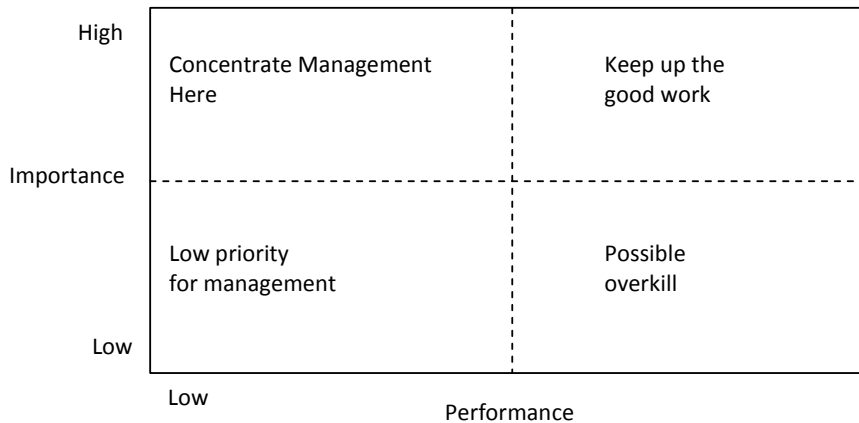 High
Concentrate Management
Here
Keep up the
good work
Importance
Low priority
for management
Possible
overkill
Low
Low
Performance